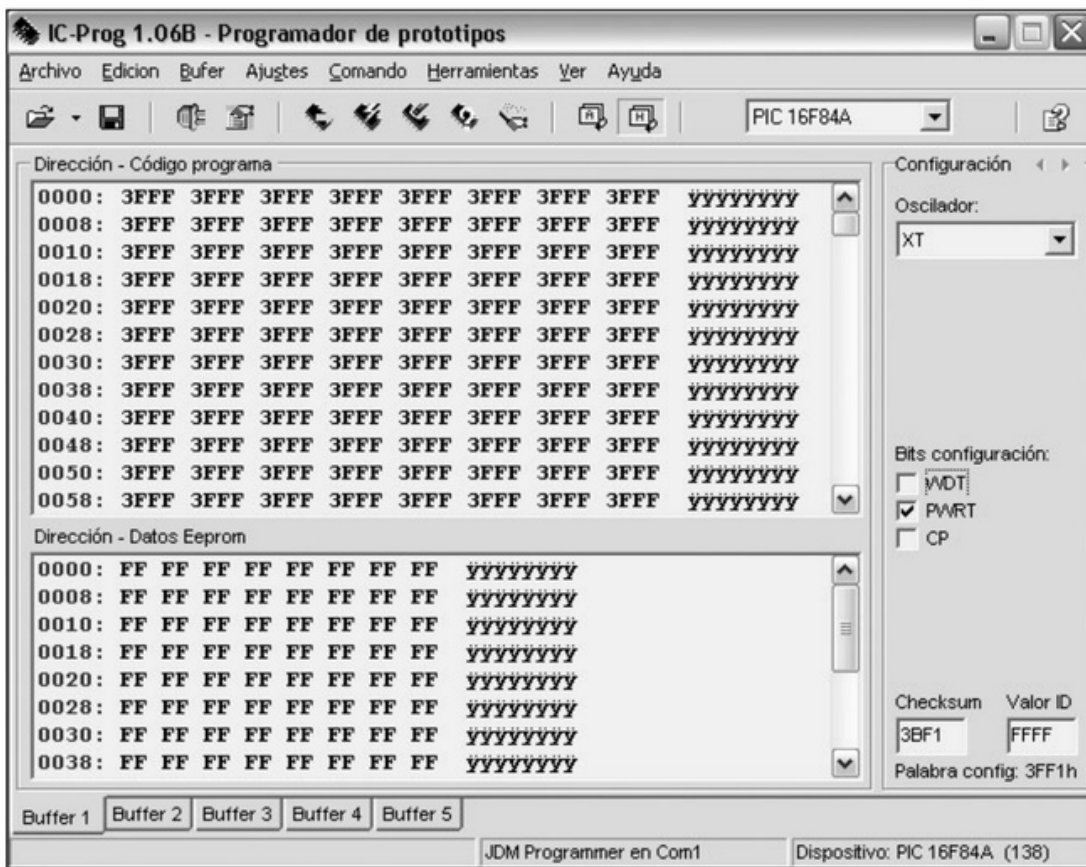 IC-Prog 1.06B - Programador de prototipos
Archivo Edicion Bufer Ajustes Comando Herramientas Ver Ayuda
PIC 16F84A
Dirección - Código programa
0000: 3FFF 3FFF 3FFF 3FFF 3FFF 3FFF 3FFF 3FFF ÿÿÿÿÿÿÿÿ
0008: 3FFF 3FFF 3FFF 3FFF 3FFF 3FFF 3FFF 3FFF ÿÿÿÿÿÿÿÿ
0010: 3FFF 3FFF 3FFF 3FFF 3FFF 3FFF 3FFF 3FFF ÿÿÿÿÿÿÿÿ
0018: 3FFF 3FFF 3FFF 3FFF 3FFF 3FFF 3FFF 3FFF ÿÿÿÿÿÿÿÿ
0020: 3FFF 3FFF 3FFF 3FFF 3FFF 3FFF 3FFF 3FFF ÿÿÿÿÿÿÿÿ
0028: 3FFF 3FFF 3FFF 3FFF 3FFF 3FFF 3FFF 3FFF ÿÿÿÿÿÿÿÿ
0030: 3FFF 3FFF 3FFF 3FFF 3FFF 3FFF 3FFF 3FFF ÿÿÿÿÿÿÿÿ
0038: 3FFF 3FFF 3FFF 3FFF 3FFF 3FFF 3FFF 3FFF ÿÿÿÿÿÿÿÿ
0040: 3FFF 3FFF 3FFF 3FFF 3FFF 3FFF 3FFF 3FFF ÿÿÿÿÿÿÿÿ
0048: 3FFF 3FFF 3FFF 3FFF 3FFF 3FFF 3FFF 3FFF ÿÿÿÿÿÿÿÿ
0050: 3FFF 3FFF 3FFF 3FFF 3FFF 3FFF 3FFF 3FFF ÿÿÿÿÿÿÿÿ
0058: 3FFF 3FFF 3FFF 3FFF 3FFF 3FFF 3FFF 3FFF ÿÿÿÿÿÿÿÿ
Dirección - Datos Eeprom
0000: FF FF FF FF FF FF FF FF ÿÿÿÿÿÿÿÿ
0008: FF FF FF FF FF FF FF FF ÿÿÿÿÿÿÿÿ
0010: FF FF FF FF FF FF FF FF ÿÿÿÿÿÿÿÿ
0018: FF FF FF FF FF FF FF FF ÿÿÿÿÿÿÿÿ
0020: FF FF FF FF FF FF FF FF ÿÿÿÿÿÿÿÿ
0028: FF FF FF FF FF FF FF FF ÿÿÿÿÿÿÿÿ
0030: FF FF FF FF FF FF FF FF ÿÿÿÿÿÿÿÿ
0038: FF FF FF FF FF FF FF FF ÿÿÿÿÿÿÿÿ
Configuración
Oscilador:
XT
Bits configuración:
WDT
PWRT
CP
Checksum Valor ID
3BF1 FFFF
Palabra config: 3FF1h
Buffer 1 Buffer 2 Buffer 3 Buffer 4 Buffer 5
JDM Programmer en Com1 Dispositivo: PIC 16F84A (138)